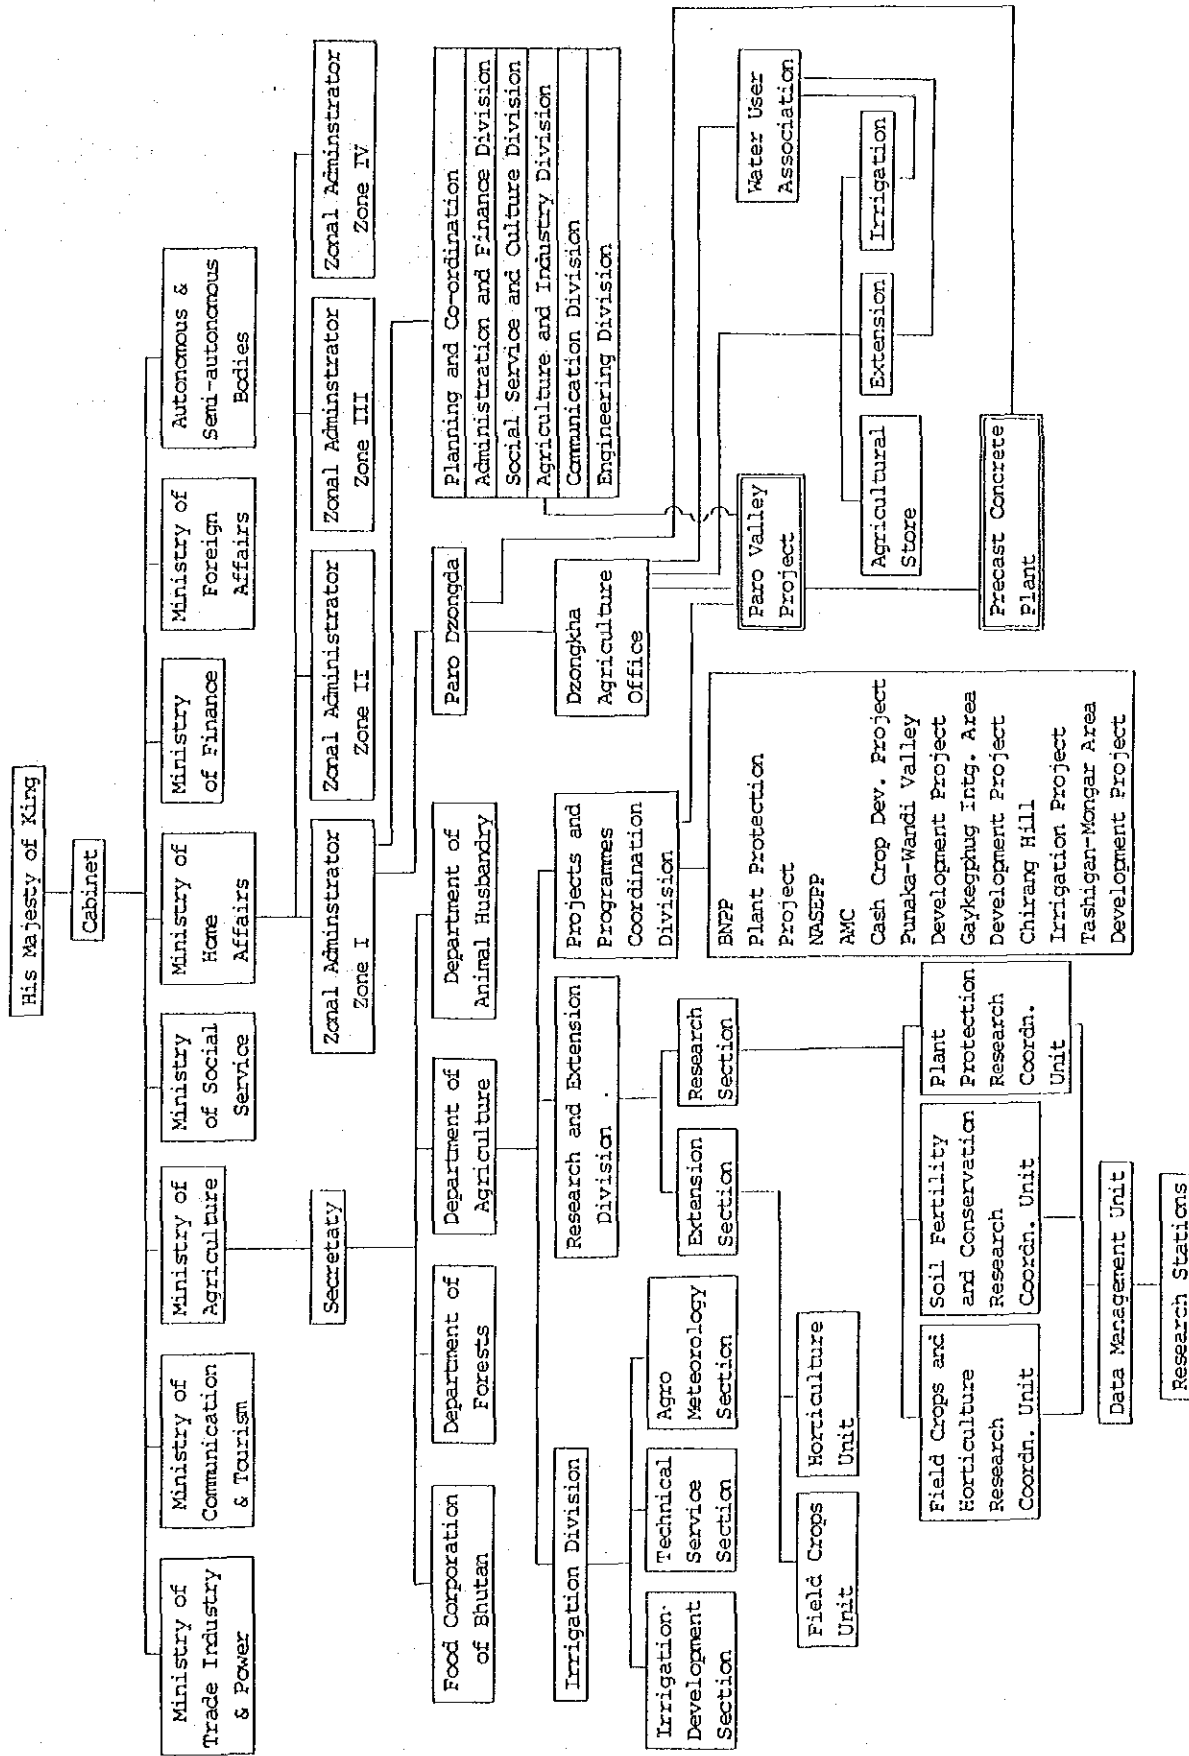 His Majesty of King
Cabinet
Ministry of
Trade Industry
& Power
Ministry of
Communication
& Tourism
Ministry of
Agriculture
Ministry
of Social
Service
Ministry of
Home
Affairs
Ministry
of Finance
Ministry of
Foreign
Affairs
Autonomous &
Semi-autonomous
Bodies
Secretaty
Zonal Administrator
Zone I
Zonal Administrator
Zone II
Zonal Adminstrator
Zone III
Zonal Adminstrator
Zone IV
Food Corporation
of Bhutan
Department of
Forests
Department of
Agriculture
Department of
Animal Husbandry
Paro Dzongda
Planning and Co-ordination
Administration and Finance Division
Social Service and Culture Division
Agriculture and Industry Division
Communication Division
Engineering Division
Irrigation Division
Research and Extension
Division
Projects and
Programmes
Coordination
Division
Dzongkha
Agriculture
Office
Irrigation
Development
Section
Technical
Service
Section
Agro
Meteorology
Section
Extension
Section
Research
Section
BNPP
Plant Protection
Project
NASEPP
AMC
Cash Crop Dev. Project
Punaka-Wandi Valley
Development Project
Gaykegphug Intg. Area
Development Project
Chirang Hill
Irrigation Project
Tashigan-Mongar Area
Development Project
Paro Valley
Project
Water User
Association
Field Crops
Unit
Horticulture
Unit
Agricultural
Store
Extension
Irrigation
Field Crops and
Horticulture
Research
Coordn. Unit
Soil Fertility
and Conservation
Research
Coordn. Unit
Plant
Protection
Research
Coordn.
Unit
Precast Concrete
Plant
Data Management Unit
Research Stations